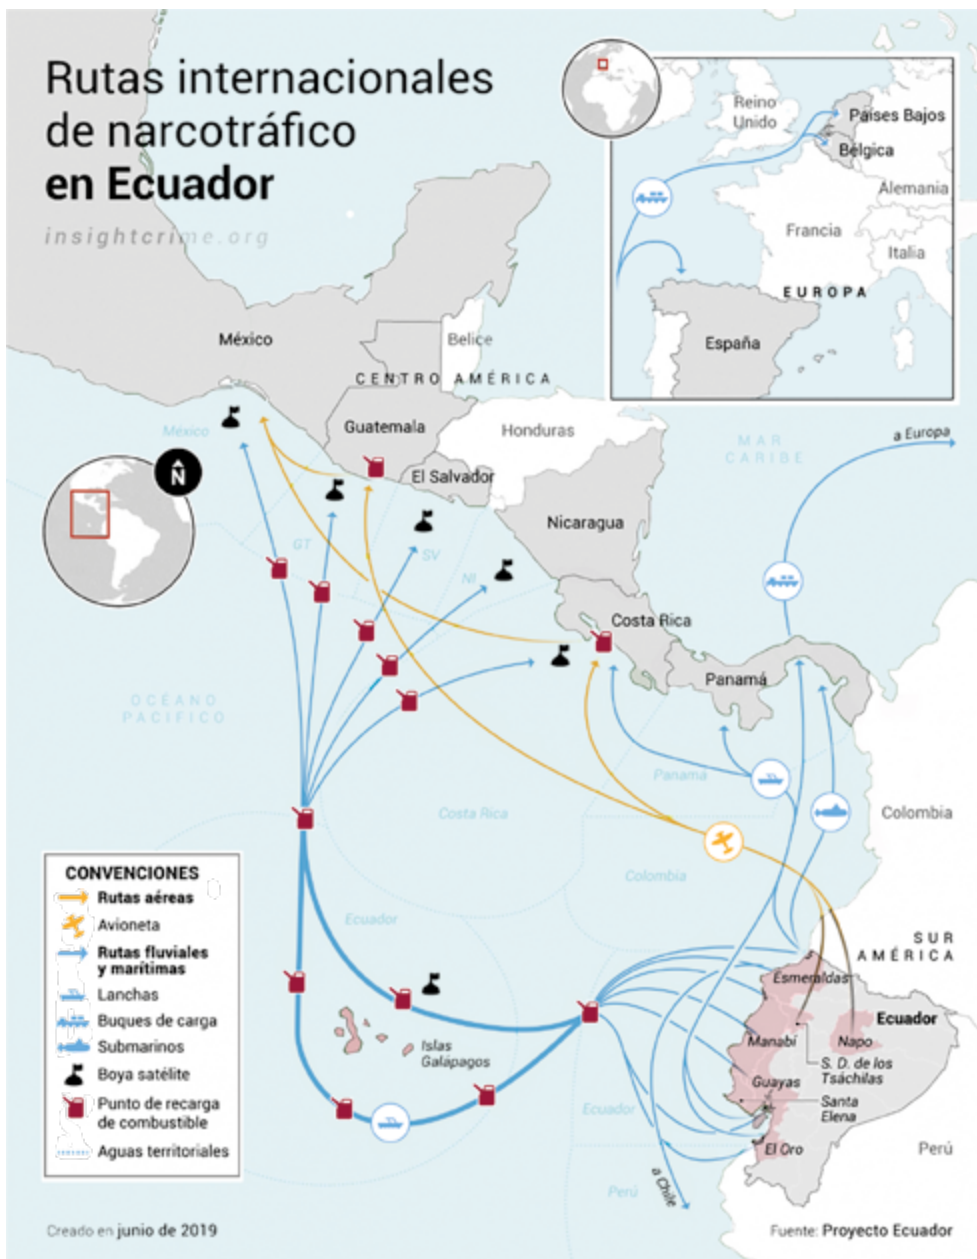 Rutas internacionales
de narcotráfico
en Ecuador
insightcrime.org
Reino
Unido
Países Bajos
Bélgica
Alemania
Francia
Italia
EUROPA
España
México
Belice
CENTRO AMÉRICA
Guatemala
Honduras
El Salvador
Nicaragua
México
MAR
CARIBE
a Europa
N
GT
SV
NI
Costa Rica
Panamá
OCÉANO
PACIFICO
Panamá
Costa Rica
Colombia
Colombia
Ecuador
SUR
AMÉRICA
CONVENCIONES
Rutas aéreas
Avioneta
Rutas fluviales
y marítimas
Lanchas
Buques de carga
Submarinos
Boya satélite
Punto de recarga
de combustible
Aguas territoriales
Islas
Galápagos
Esmeraldas
Ecuador
Manabí
Napo
S. D. de los
Tsáchilas
Guayas
Santa
Elena
El Oro
Ecuador
Perú
Perú
a Chile
Creado en junio de 2019
Fuente: Proyecto Ecuador